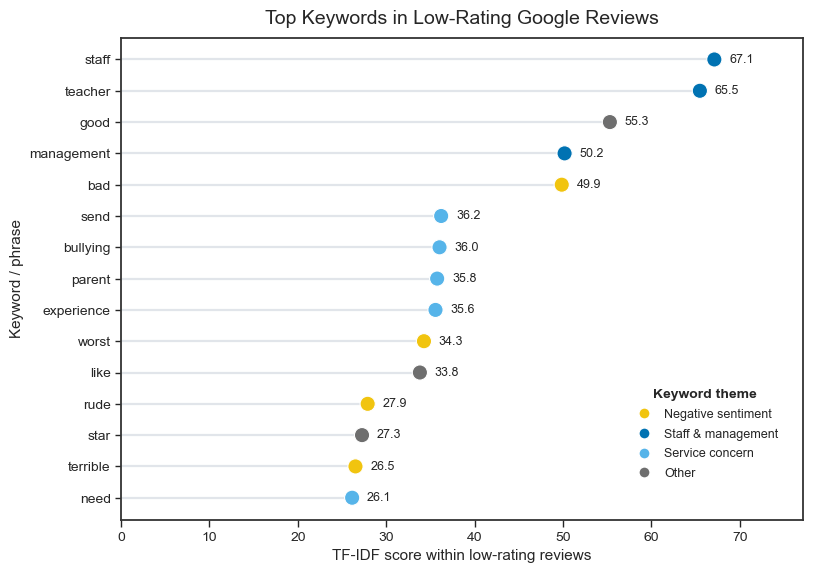 Top Keywords in Low-Rating Google Reviews
Keyword / phrase
staff 67.1
teacher 65.5
good 55.3
management 50.2
bad 49.9
send 36.2
bullying 36.0
parent 35.8
experience 35.6
worst 34.3
like 33.8
rude 27.9
star 27.3
terrible 26.5
need 26.1
Keyword theme
Negative sentiment
Staff & management
Service concern
Other
0 10 20 30 40 50 60 70
TF-IDF score within low-rating reviews